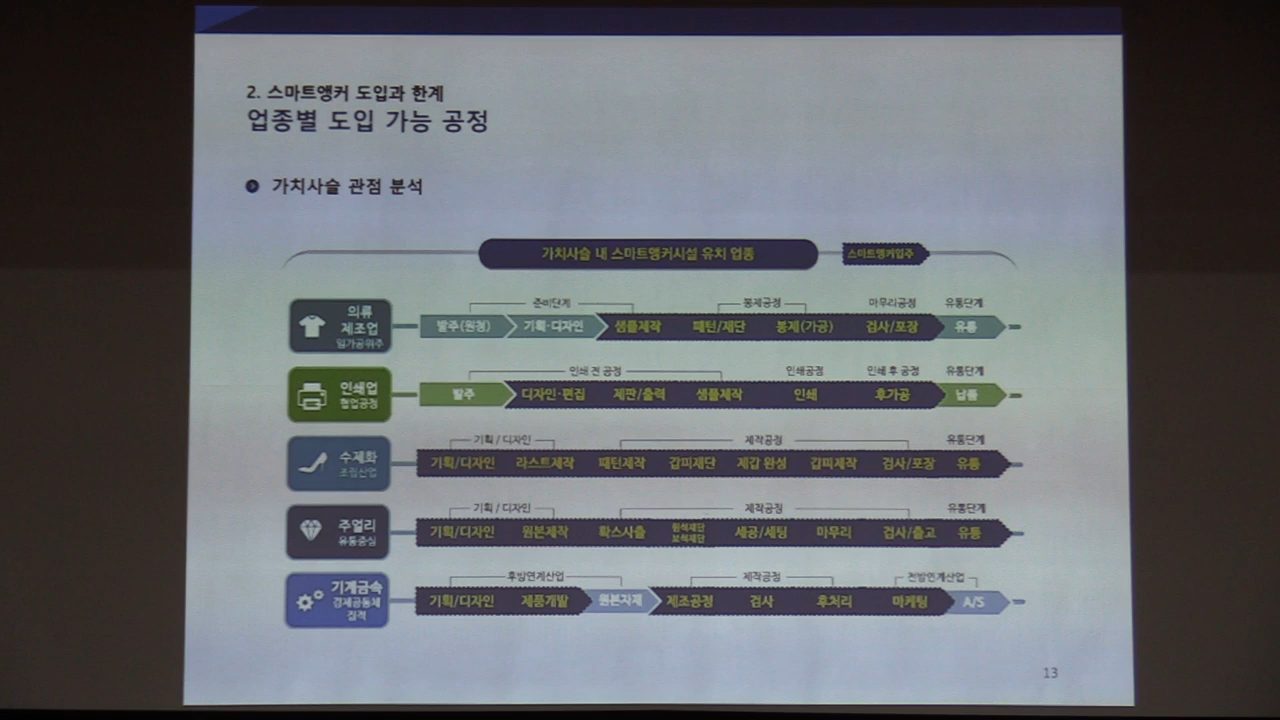 2. 스마트앵커 도입과 한계
업종별 도입 가능 공정
가치사슬 관점 분석
가치사슬 내 스마트앵커시설 유치 업종
스마트앵커입주
의류
제조업
임가공위주
준비단계
봉제공정
마무리공정
유통단계
발주(원청)
기획·디자인
샘플제작
패턴/재단
봉제(가공)
검사/포장
유통
인쇄업
협업공정
인쇄 전 공정
인쇄공정
인쇄 후 공정
유통단계
발주
디자인·편집
제판/출력
샘플제작
인쇄
후가공
납품
수제화
조립산업
기획 / 디자인
제작공정
유통단계
기획/디자인
라스트제작
패턴제작
갑피재단
제갑 완성
갑피제작
검사/포장
유통
주얼리
유통중심
기획 / 디자인
제작공정
유통단계
기획/디자인
원본제작
왁스사출
원석재단
보석재단
세공/세팅
마무리
검사/출고
유통
기계금속
경제공동체
집적
후방연계산업
제작공정
전방연계산업
기획/디자인
제품개발
원본자재
제조공정
검사
후처리
마케팅
A/S
13